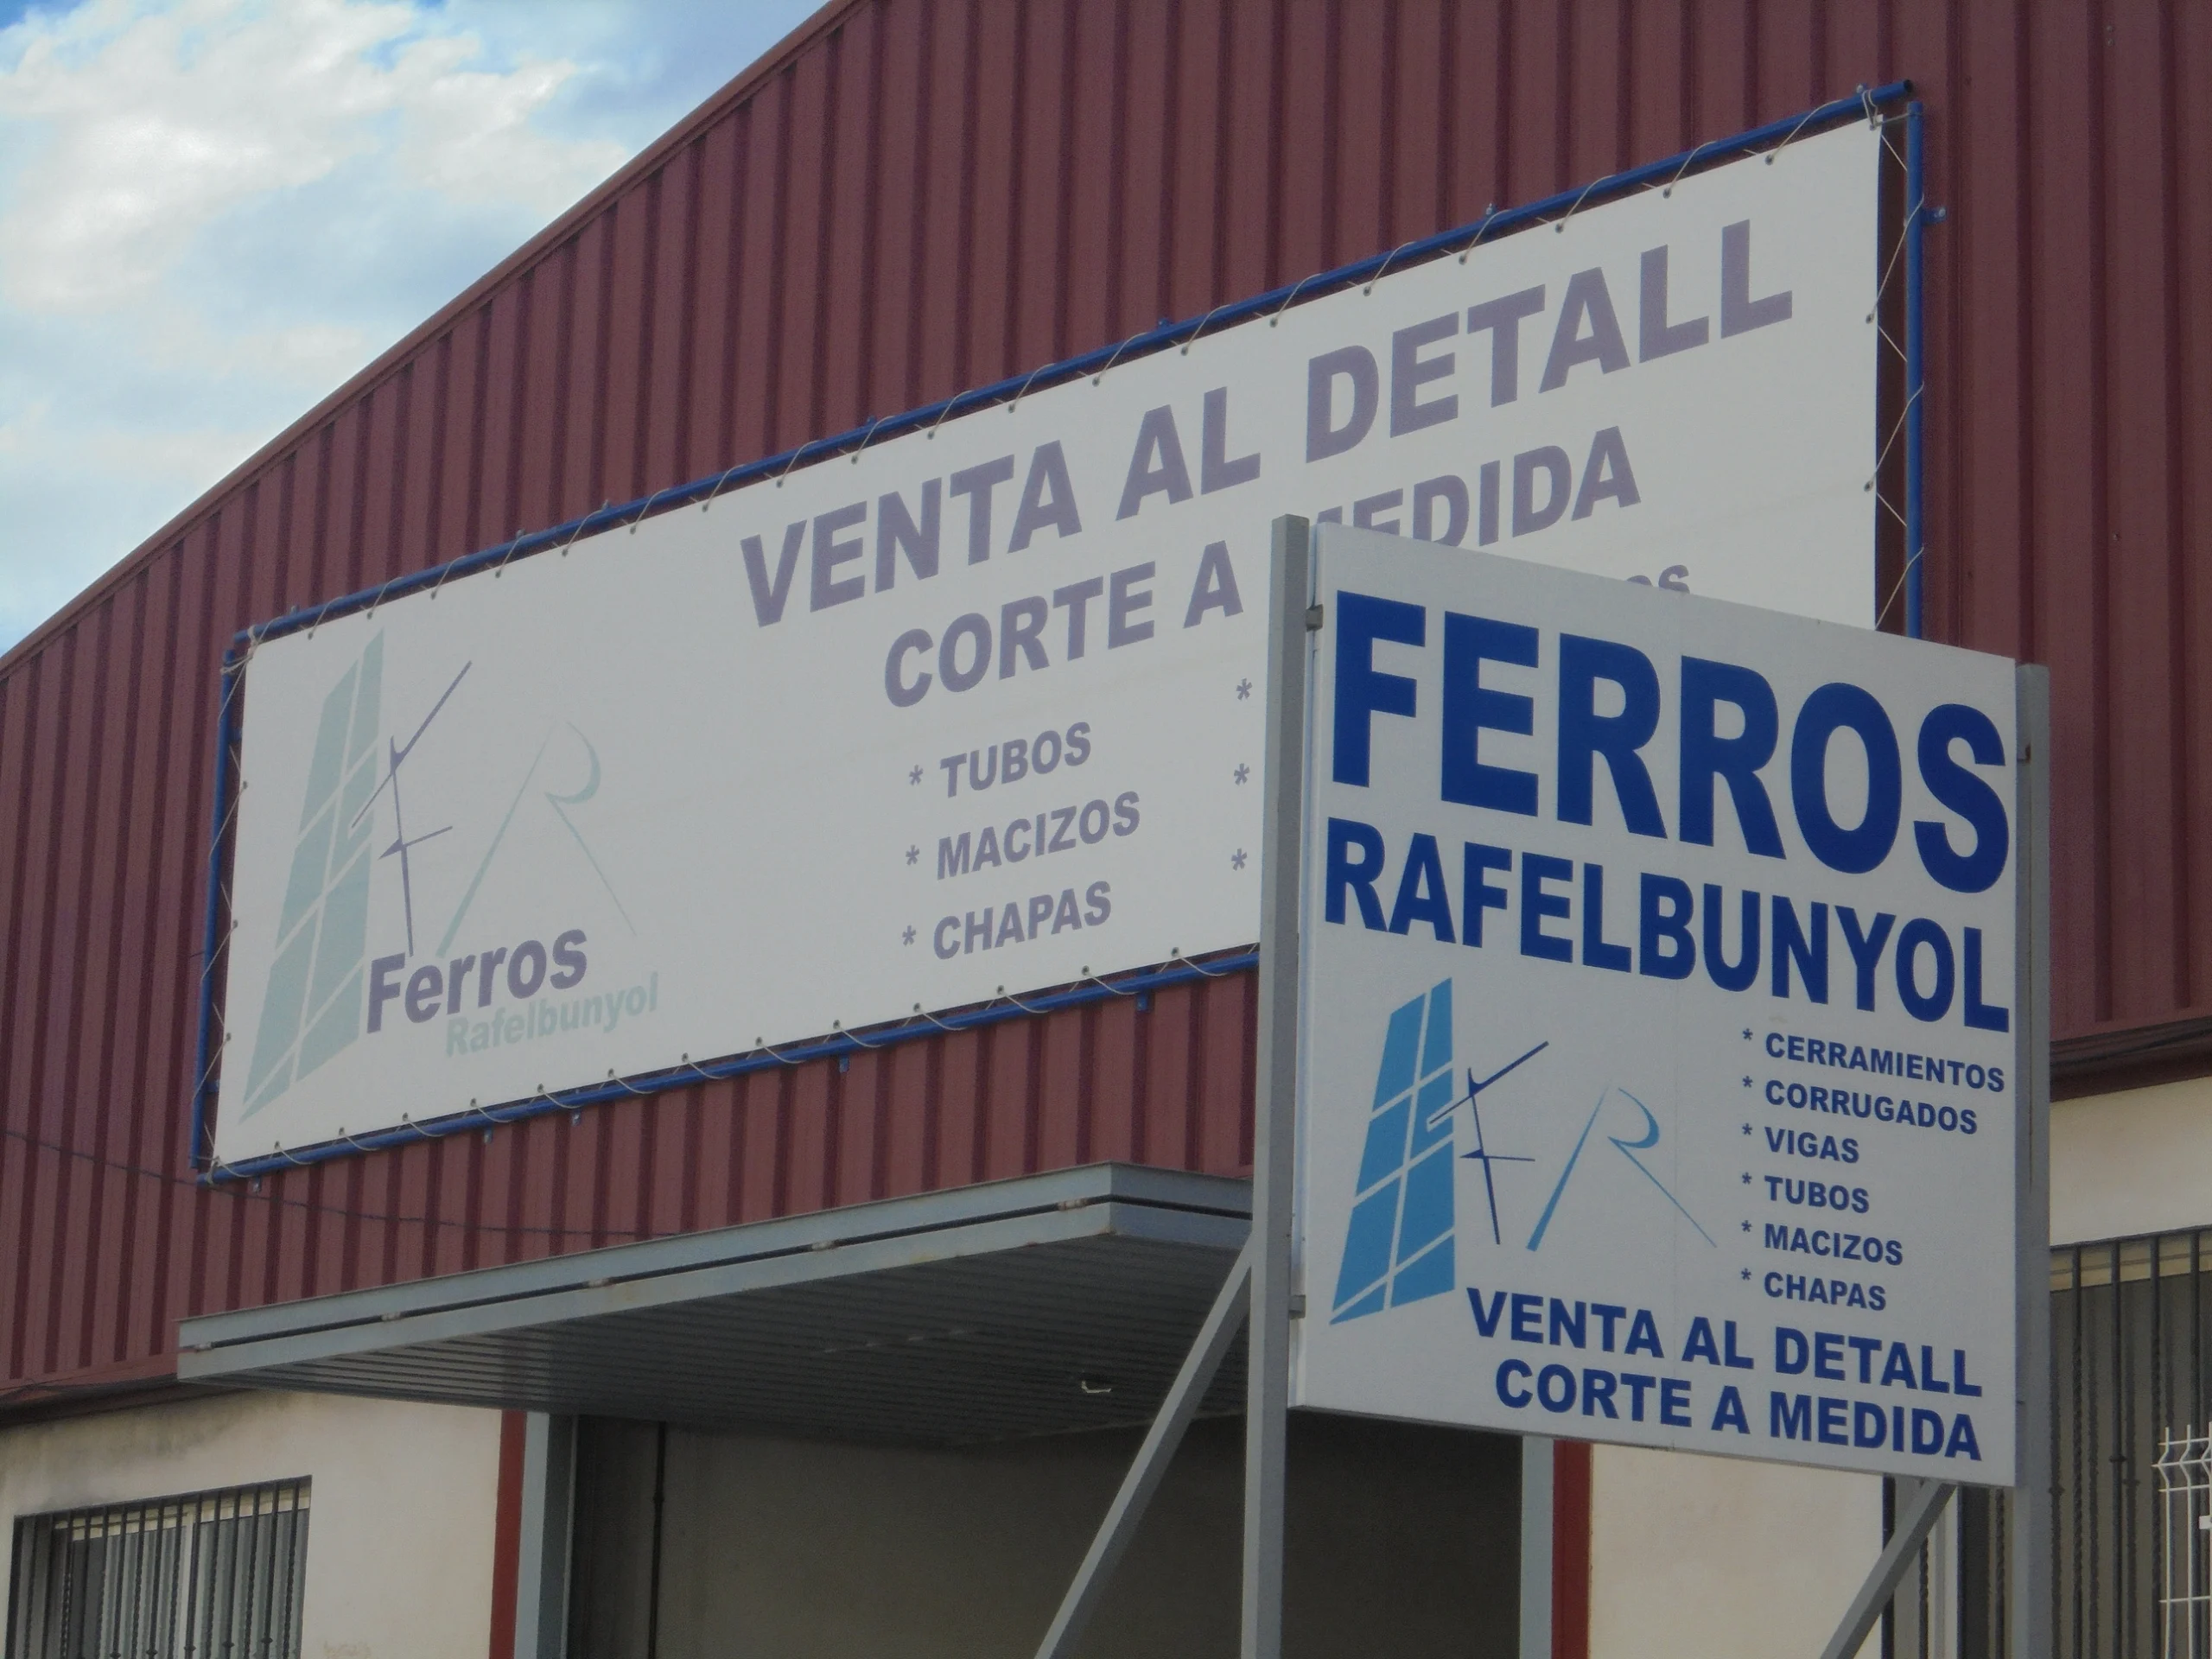 VENTA AL DETALL
CORTE A MEDIDA
* TUBOS
* MACIZOS
* CHAPAS
*
*
*
Ferros
Rafelbunyol
FERROS
RAFELBUNYOL
FR
* CERRAMIENTOS
* CORRUGADOS
* VIGAS
* TUBOS
* MACIZOS
* CHAPAS
VENTA AL DETALL
CORTE A MEDIDA